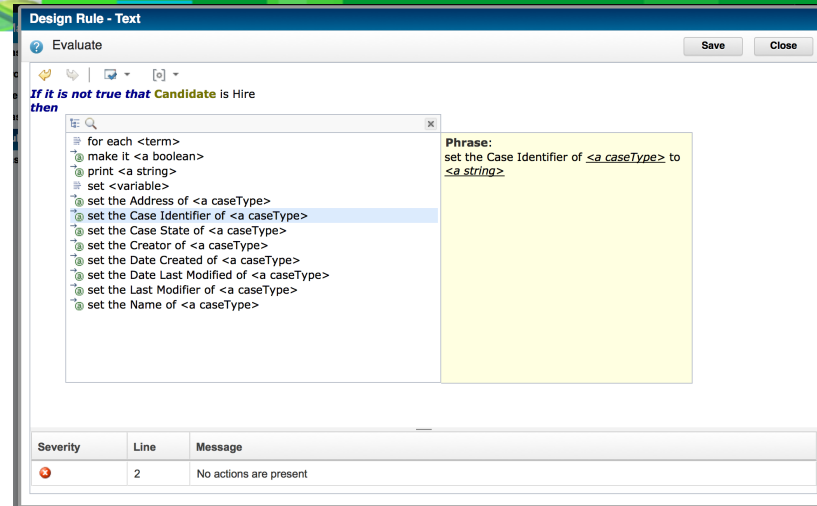 Design Rule - Text
Evaluate
Save
Close
If it is not true that Candidate is Hire
then
for each <term>
make it <a boolean>
print <a string>
set <variable>
set the Address of <a caseType>
set the Case Identifier of <a caseType>
set the Case State of <a caseType>
set the Creator of <a caseType>
set the Date Created of <a caseType>
set the Date Last Modified of <a caseType>
set the Last Modifier of <a caseType>
set the Name of <a caseType>
Phrase:
set the Case Identifier of <a caseType> to
<a string>
Severity Line Message
2 No actions are present